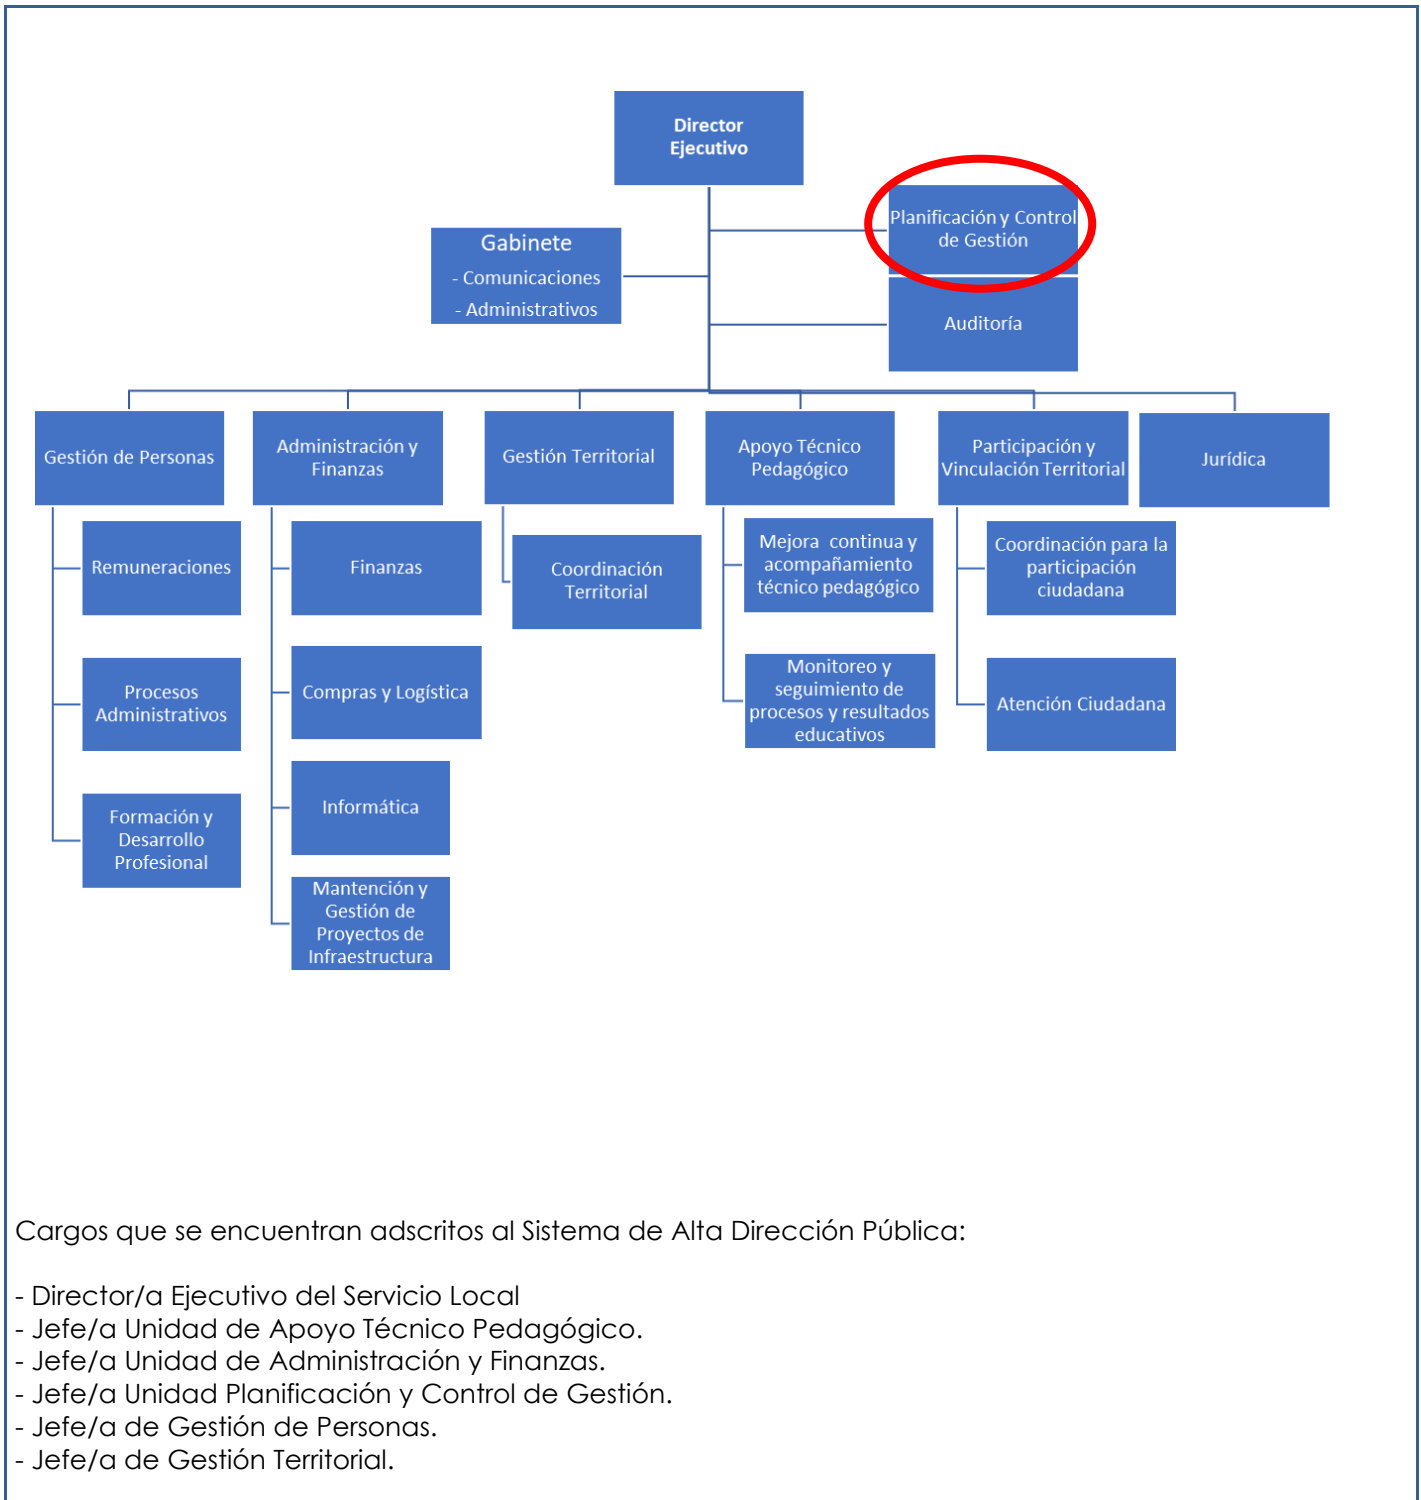 Director
Ejecutivo
Planificación y Control
de Gestión
Gabinete
- Comunicaciones
- Administrativos
Auditoría
Gestión de Personas
Administración y
Finanzas
Gestión Territorial
Apoyo Técnico
Pedagógico
Participación y
Vinculación Territorial
Jurídica
Remuneraciones
Procesos
Administrativos
Formación y
Desarrollo
Profesional
Finanzas
Compras y Logística
Informática
Mantención y
Gestión de
Proyectos de
Infraestructura
Coordinación
Territorial
Mejora continua y
acompañamiento
técnico pedagógico
Monitoreo y
seguimiento de
procesos y resultados
educativos
Coordinación para la
participación
ciudadana
Atención Ciudadana
Cargos que se encuentran adscritos al Sistema de Alta Dirección Pública:
- Director/a Ejecutivo del Servicio Local
- Jefe/a Unidad de Apoyo Técnico Pedagógico.
- Jefe/a Unidad de Administración y Finanzas.
- Jefe/a Unidad Planificación y Control de Gestión.
- Jefe/a de Gestión de Personas.
- Jefe/a de Gestión Territorial.